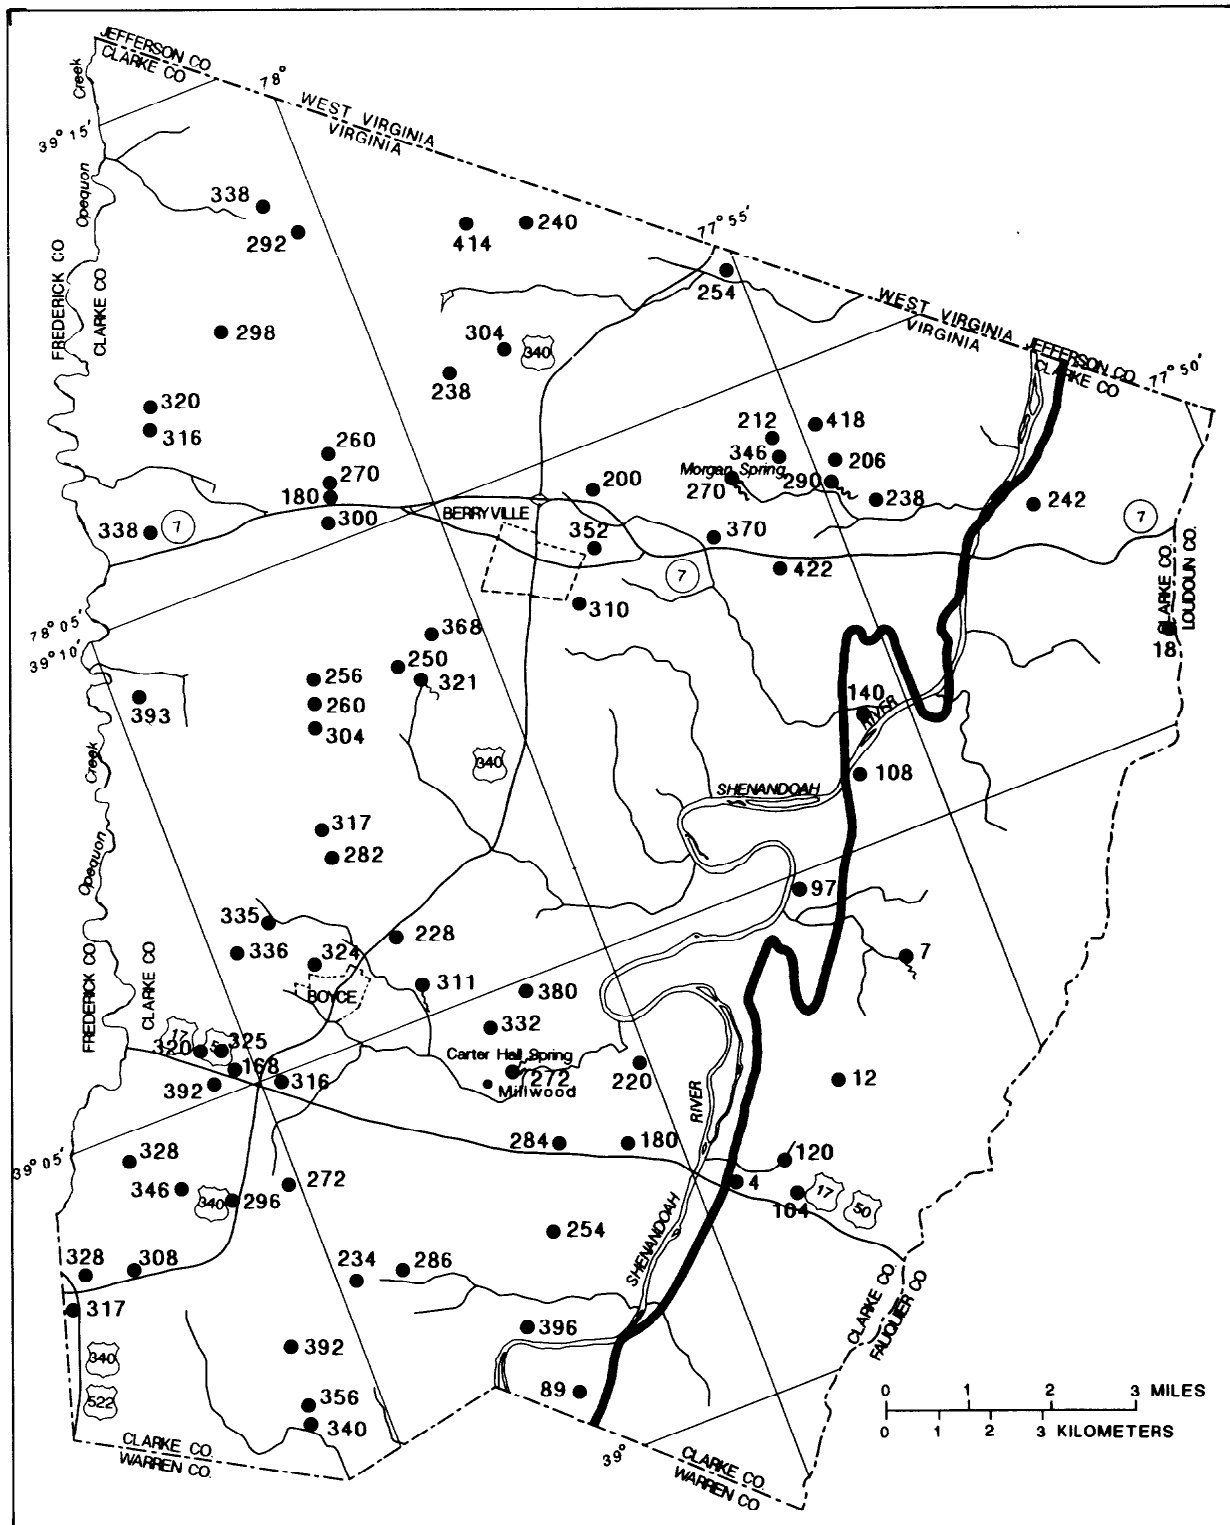 JEFFERSON CO
CLARKE CO
78°
WEST VIRGINIA
VIRGINIA
Creek
39° 15'
Opequon
338
292
414
240
77° 55'
254
WEST VIRGINIA
VIRGINIA
JEFFERSON CO.
CLARKE CO
77° 50'
FREDERICK CO
CLARKE CO
298
304
340
238
320
316
260
270
180
300
338
7
212
418
346
206
Morgan Spring
270
290
238
200
242
7
BERRYVILLE
352
370
7
422
310
CLARKE CO.
LOUDOUN CO.
18
78° 05'
39° 10'
368
250
321
256
260
304
393
140
RIVER
108
340
SHENANDOAH
Creek
Opequon
317
282
97
335
336
324
228
7
BOYCE
311
380
332
FREDERICK CO
CLARKE CO
17
5
320
325
168
392
316
Carter Hall Spring
272
Millwood
220
RIVER
12
39° 05'
328
346
340
296
272
284
180
120
4
104
17
50
254
SHENANDOAH
328
308
234
286
317
396
392
340
522
356
340
89
CLARKE CO.
FAUQUIER CO
0 1 2 3 MILES
0 1 2 3 KILOMETERS
CLARKE CO.
WARREN CO.
39°
CLARKE CO.
WARREN CO